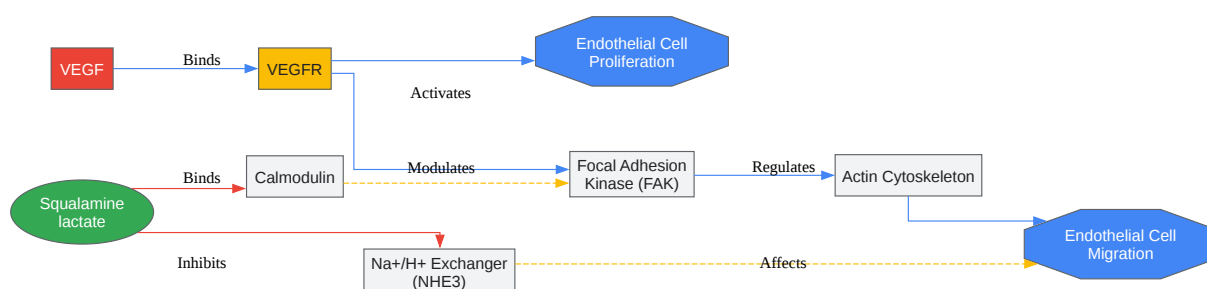 Endothelial Cell
Proliferation
VEGF
Binds
VEGFR
Activates
Squalamine
lactate
Binds
Calmodulin
Modulates
Focal Adhesion
Kinase (FAK)
Regulates
Actin Cytoskeleton
Inhibits
Na+/H+ Exchanger
(NHE3)
Affects
Endothelial Cell
Migration